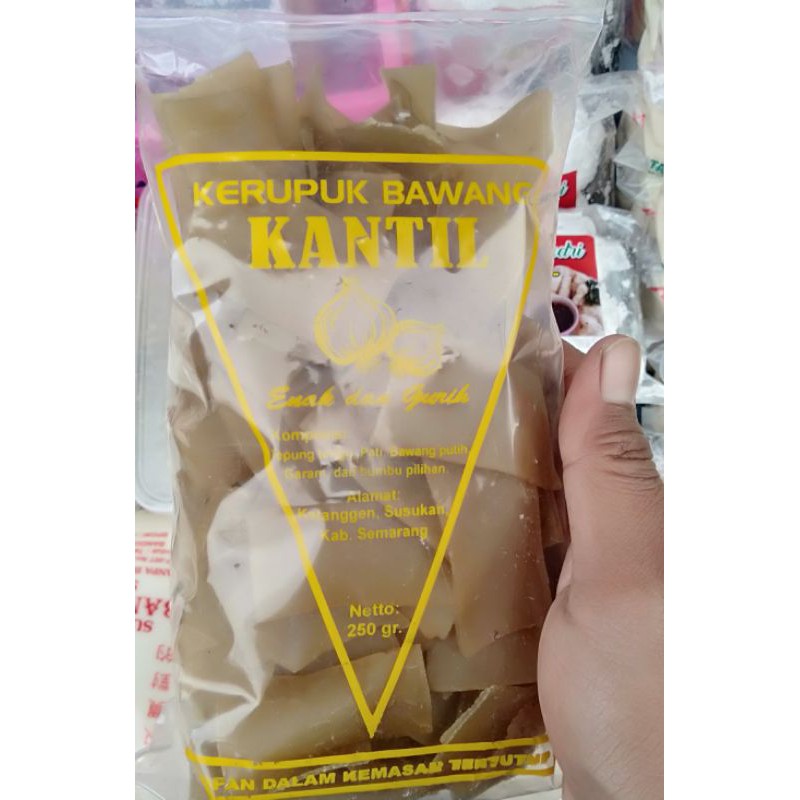 KERUPUK BAWANG
KANTIL
Enak dan Gurih
Komposisi:
Pati, Bawang putih
Garam, dan bumbu pilihan.
Alamat:
Susukan,
Kab. Semarang
Netto:
250 gr.
DALAM KEMASAN